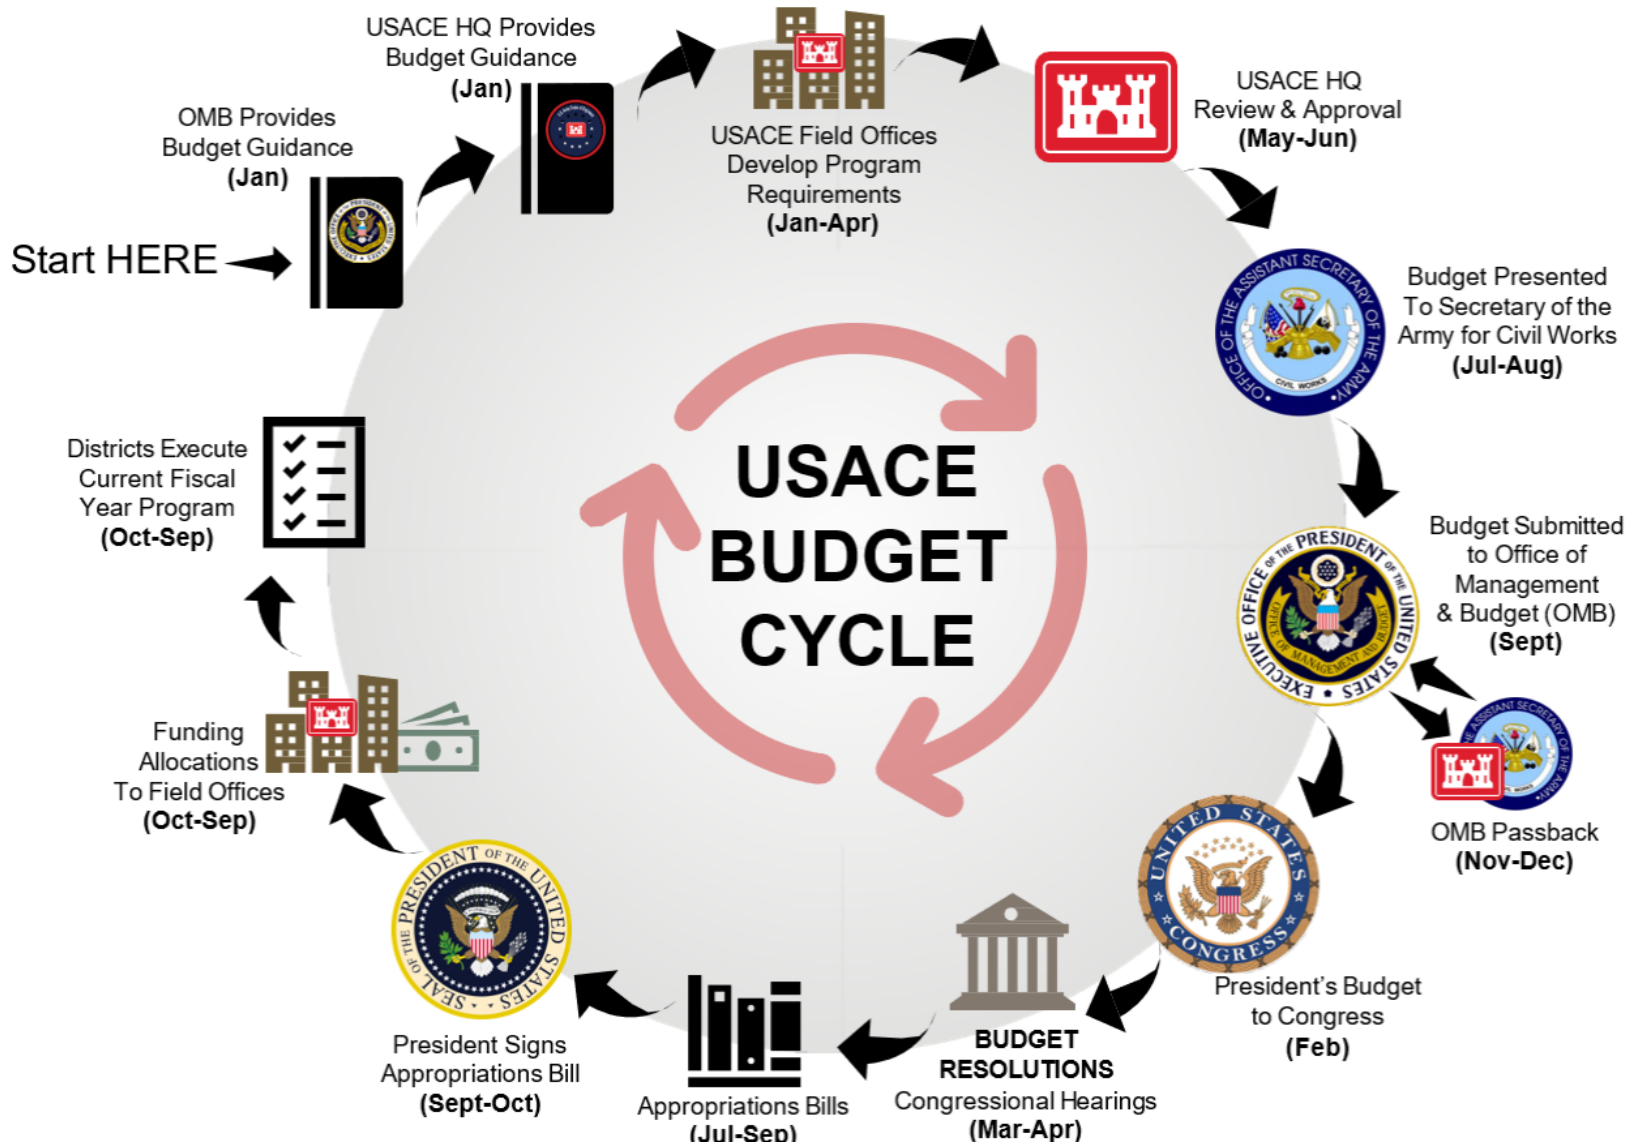 Start HERE
OMB Provides
Budget Guidance
(Jan)
USACE HQ Provides
Budget Guidance
(Jan)
USACE Field Offices
Develop Program
Requirements
(Jan-Apr)
USACE HQ
Review & Approval
(May-Jun)
OFFICE OF THE ASSISTANT SECRETARY OF THE ARMY
CIVIL WORKS
Budget Presented
To Secretary of the
Army for Civil Works
(Jul-Aug)
EXECUTIVE OFFICE OF THE PRESIDENT OF THE UNITED STATES
OFFICE OF MANAGEMENT AND BUDGET
Budget Submitted
to Office of
Management
& Budget (OMB)
(Sept)
OMB Passback
(Nov-Dec)
UNITED STATES
CONGRESS
President's Budget
to Congress
(Feb)
BUDGET
RESOLUTIONS
Congressional Hearings
(Mar-Apr)
Appropriations Bills
(Jul-Sep)
SEAL OF THE PRESIDENT OF THE UNITED STATES
President Signs
Appropriations Bill
(Sept-Oct)
Funding
Allocations
To Field Offices
(Oct-Sep)
Districts Execute
Current Fiscal
Year Program
(Oct-Sep)
USACE
BUDGET
CYCLE